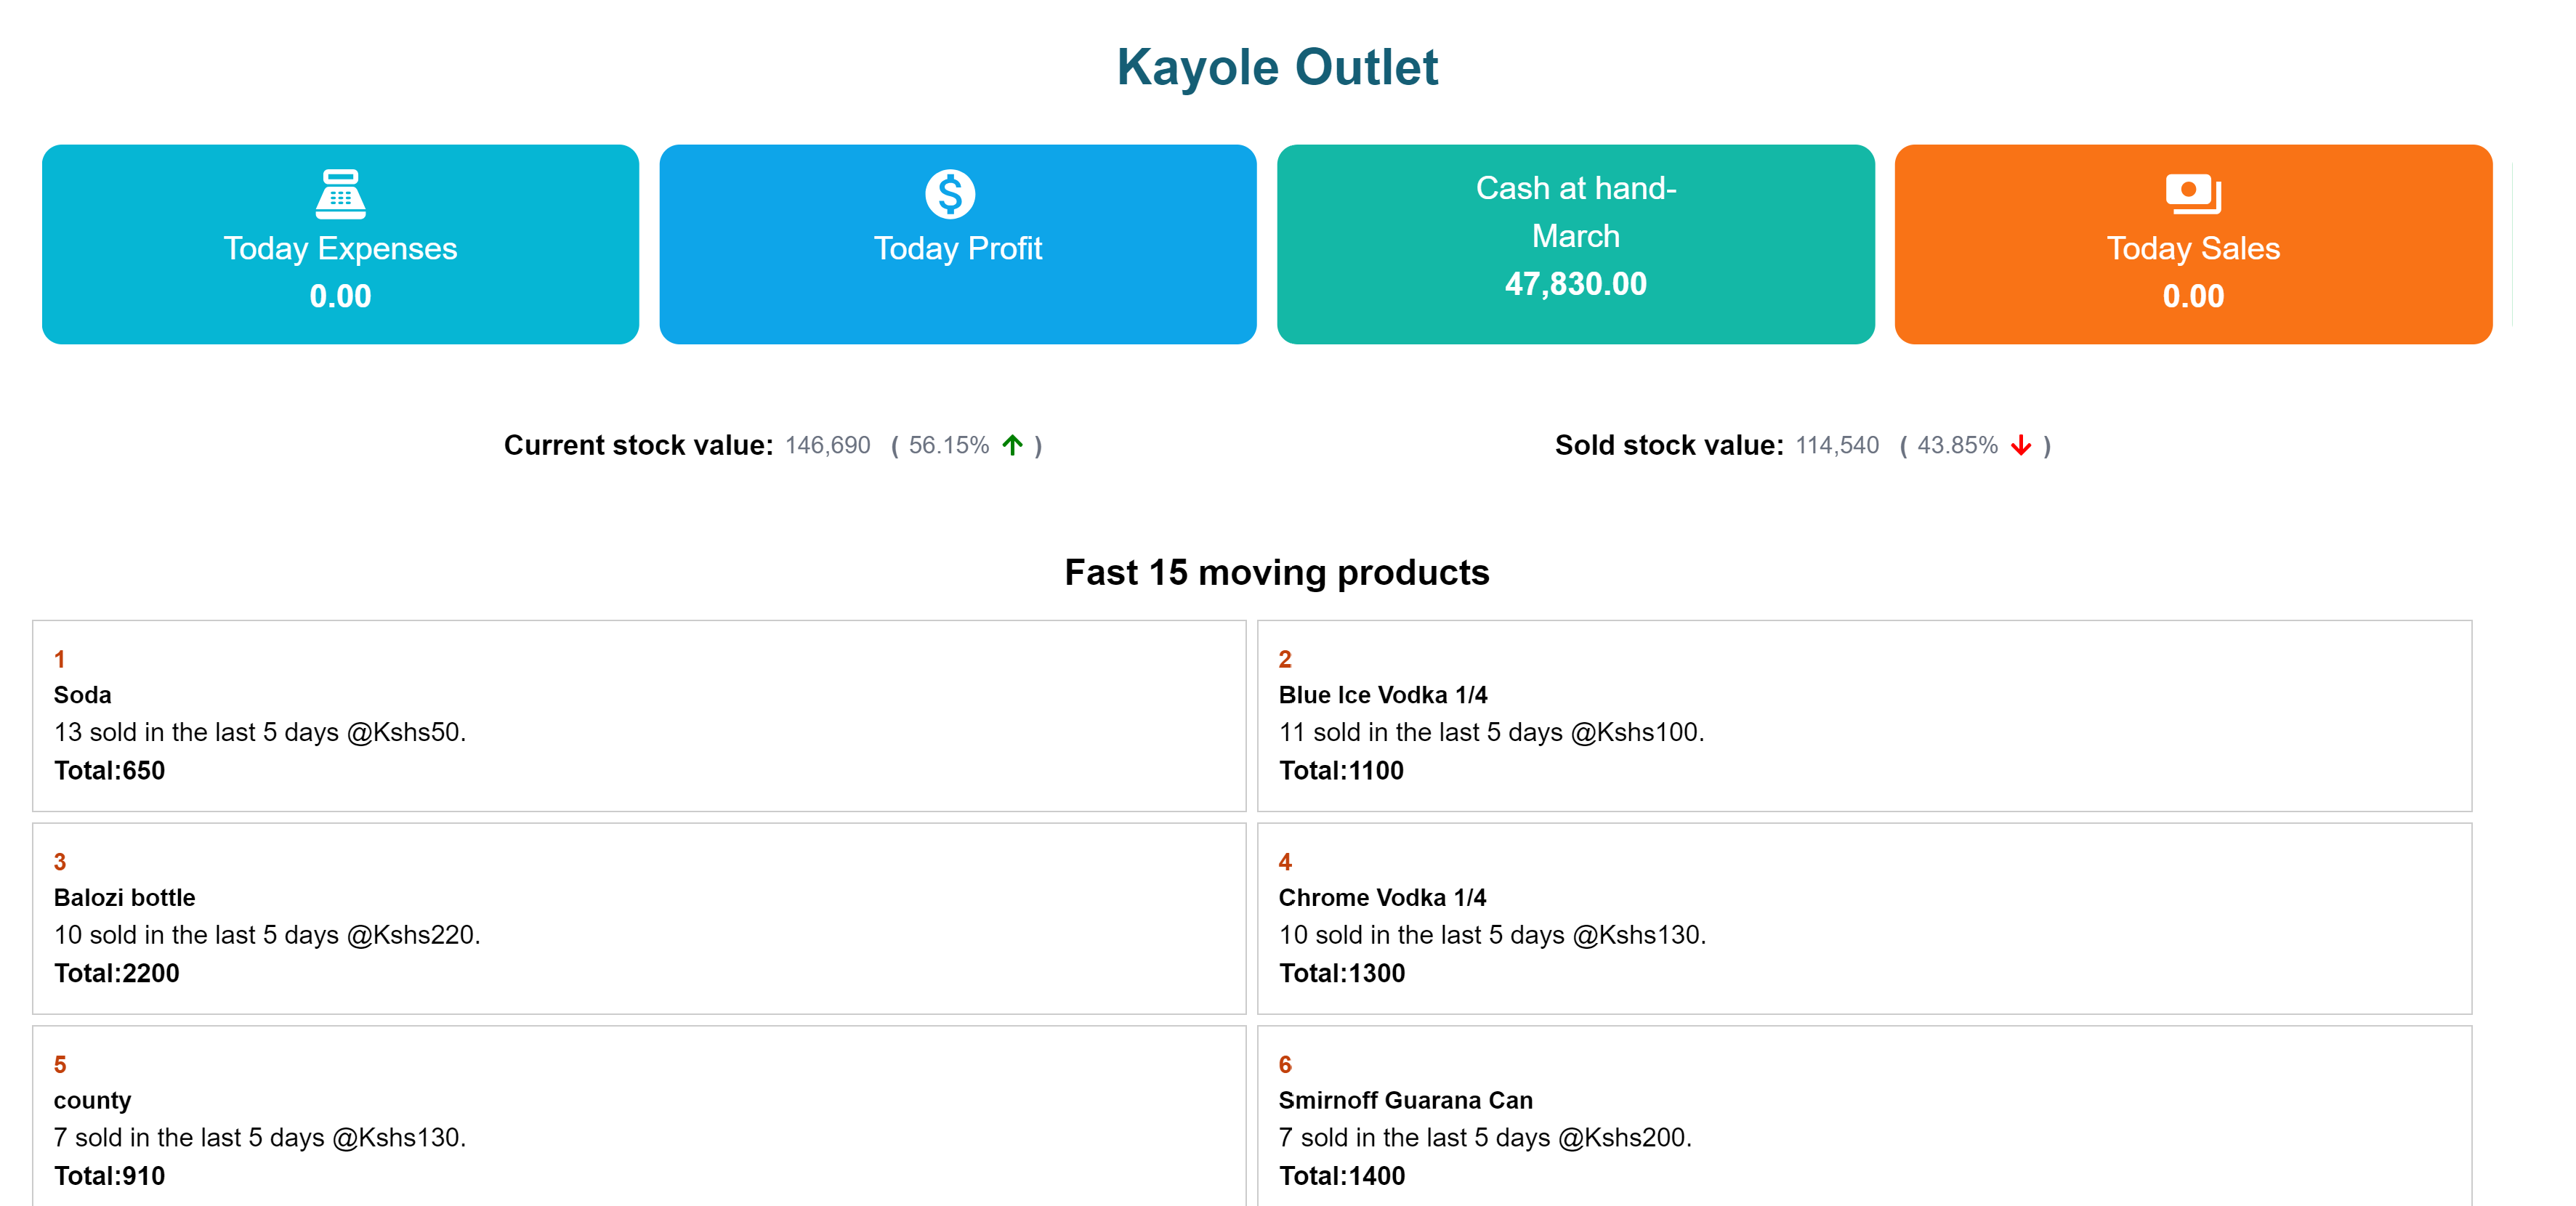 Kayole Outlet
Today Expenses
0.00
Today Profit
Cash at hand-
March
47,830.00
Today Sales
0.00
Current stock value: 146,690 ( 56.15% )
Sold stock value: 114,540 ( 43.85% )
Fast 15 moving products
1
Soda
13 sold in the last 5 days @Kshs50.
Total:650
2
Blue Ice Vodka 1/4
11 sold in the last 5 days @Kshs100.
Total:1100
3
Balozi bottle
10 sold in the last 5 days @Kshs220.
Total:2200
4
Chrome Vodka 1/4
10 sold in the last 5 days @Kshs130.
Total:1300
5
county
7 sold in the last 5 days @Kshs130.
Total:910
6
Smirnoff Guarana Can
7 sold in the last 5 days @Kshs200.
Total:1400